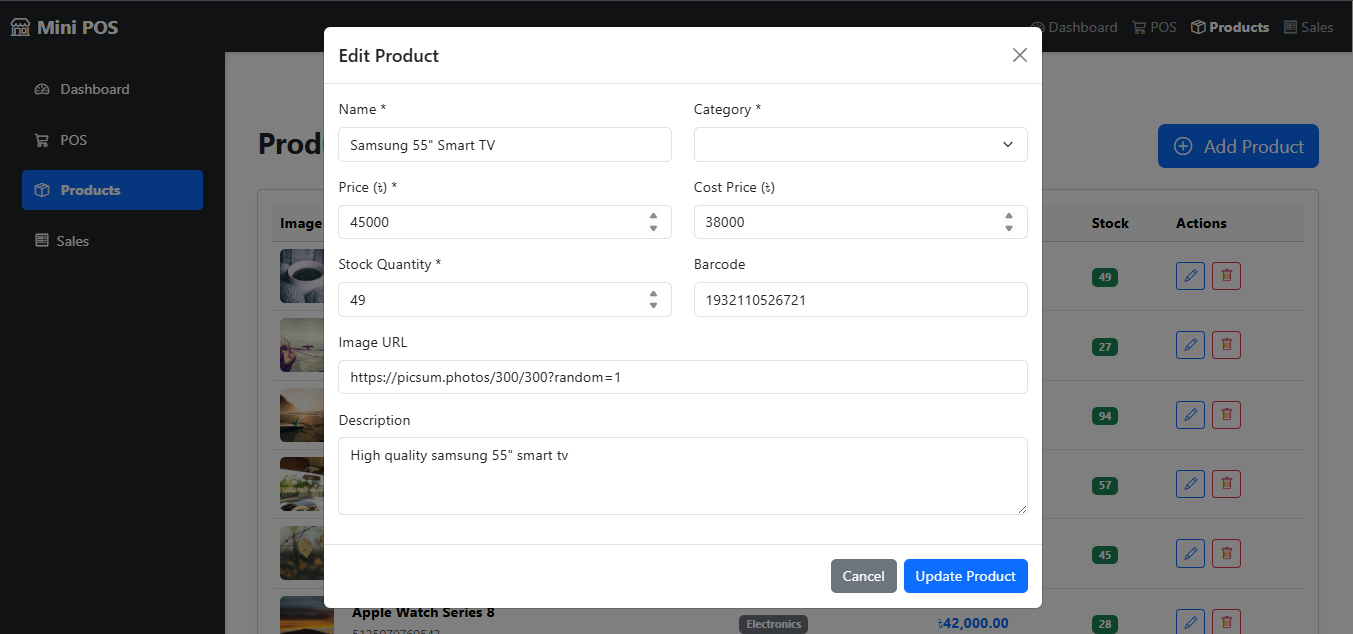 Mini POS
Dashboard POS Products Sales
Dashboard
POS
Products
Sales
Prod
Add Product
Image Stock Actions
Edit Product
Name * Category *
Samsung 55" Smart TV
Price (৳) * Cost Price (৳)
45000 38000
Stock Quantity * Barcode
49 1932110526721
Image URL
https://picsum.photos/300/300?random=1
Description
High quality samsung 55" smart tv
Cancel Update Product
49
27
94
57
45
Apple Watch Series 8
Electronics ৳42,000.00 28